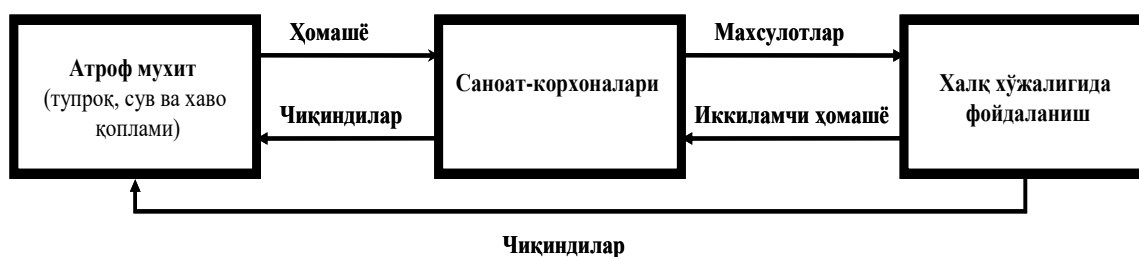 Ҳомашё
Махсулотлар
Атроф мухит
(тупроқ, сув ва хаво
қоплами)
Саноат-корхоналари
Халқ хўжалигида
фойдаланиш
Чиқиндилар
Иккиламчи ҳомашё
Чиқиндилар